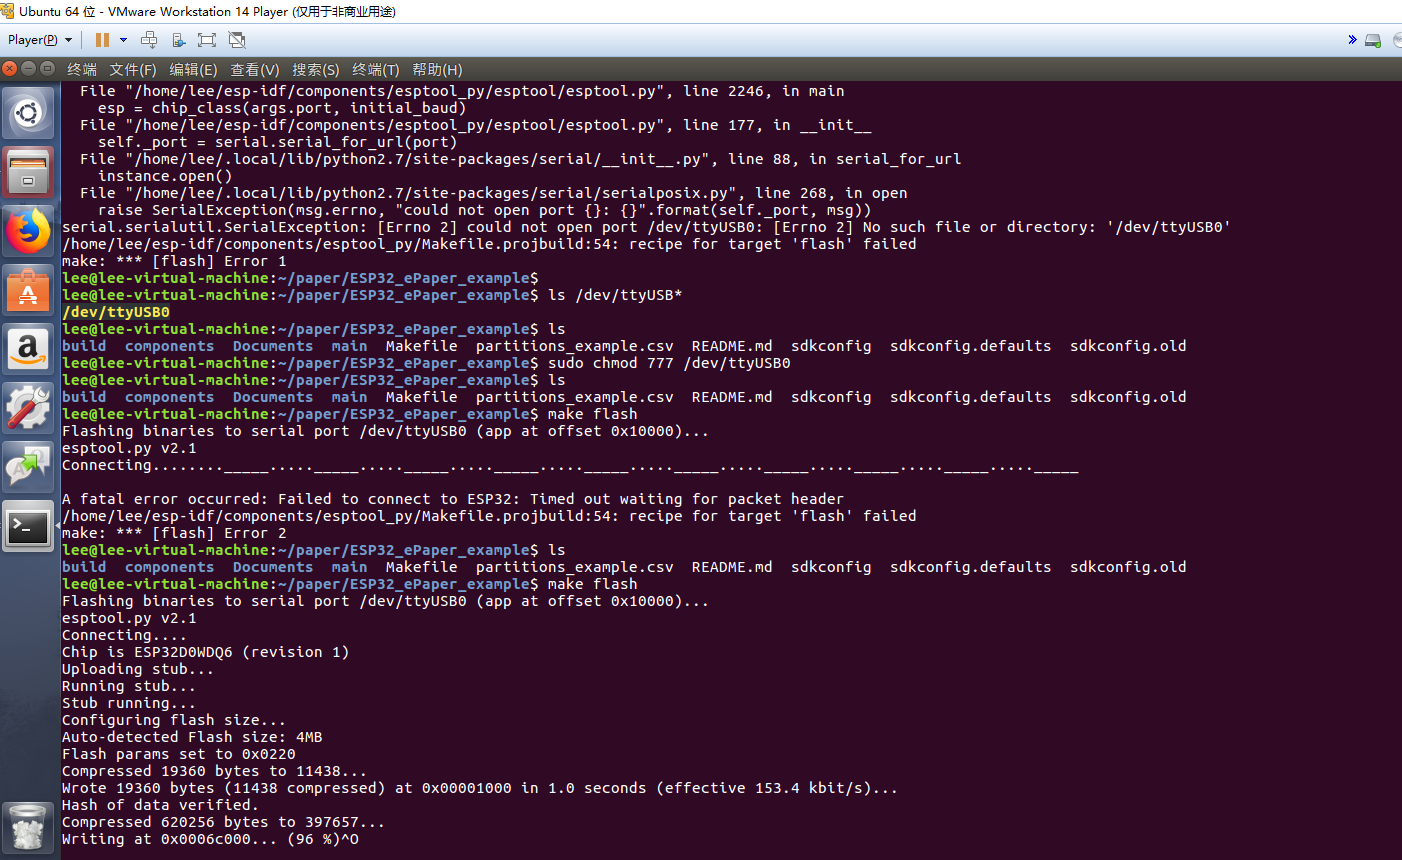 Ubuntu 64 位 - VMware Workstation 14 Player (仅用于非商业用途)
Player(P)
终端 文件(F) 编辑(E) 查看(V) 搜索(S) 终端(T) 帮助(H)
File "/home/lee/esp-idf/components/esptool_py/esptool/esptool.py", line 2246, in main
esp = chip_class(args.port, initial_baud)
File "/home/lee/esp-idf/components/esptool_py/esptool/esptool.py", line 177, in __init__
self._port = serial.serial_for_url(port)
File "/home/lee/.local/lib/python2.7/site-packages/serial/__init__.py", line 88, in serial_for_url
instance.open()
File "/home/lee/.local/lib/python2.7/site-packages/serial/serialposix.py", line 268, in open
raise SerialException(msg.errno, "could not open port {}: {}".format(self._port, msg))
serial.serialutil.SerialException: [Errno 2] could not open port /dev/ttyUSB0: [Errno 2] No such file or directory: '/dev/ttyUSB0'
/home/lee/esp-idf/components/esptool_py/Makefile.projbuild:54: recipe for target 'flash' failed
make: *** [flash] Error 1
lee@lee-virtual-machine:~/paper/ESP32_ePaper_example$
lee@lee-virtual-machine:~/paper/ESP32_ePaper_example$ ls /dev/ttyUSB*
/dev/ttyUSB0
lee@lee-virtual-machine:~/paper/ESP32_ePaper_example$ ls
build components Documents main Makefile partitions_example.csv README.md sdkconfig sdkconfig.defaults sdkconfig.old
lee@lee-virtual-machine:~/paper/ESP32_ePaper_example$ sudo chmod 777 /dev/ttyUSB0
lee@lee-virtual-machine:~/paper/ESP32_ePaper_example$ ls
build components Documents main Makefile partitions_example.csv README.md sdkconfig sdkconfig.defaults sdkconfig.old
lee@lee-virtual-machine:~/paper/ESP32_ePaper_example$ make flash
Flashing binaries to serial port /dev/ttyUSB0 (app at offset 0x10000)...
esptool.py v2.1
Connecting........_____....._____....._____....._____....._____....._____....._____....._____....._____....._____
A fatal error occurred: Failed to connect to ESP32: Timed out waiting for packet header
/home/lee/esp-idf/components/esptool_py/Makefile.projbuild:54: recipe for target 'flash' failed
make: *** [flash] Error 2
lee@lee-virtual-machine:~/paper/ESP32_ePaper_example$ ls
build components Documents main Makefile partitions_example.csv README.md sdkconfig sdkconfig.defaults sdkconfig.old
lee@lee-virtual-machine:~/paper/ESP32_ePaper_example$ make flash
Flashing binaries to serial port /dev/ttyUSB0 (app at offset 0x10000)...
esptool.py v2.1
Connecting....
Chip is ESP32D0WDQ6 (revision 1)
Uploading stub...
Running stub...
Stub running...
Configuring flash size...
Auto-detected Flash size: 4MB
Flash params set to 0x0220
Compressed 19360 bytes to 11438...
Wrote 19360 bytes (11438 compressed) at 0x00001000 in 1.0 seconds (effective 153.4 kbit/s)...
Hash of data verified.
Compressed 620256 bytes to 397657...
Writing at 0x0006c000... (96 %)^O